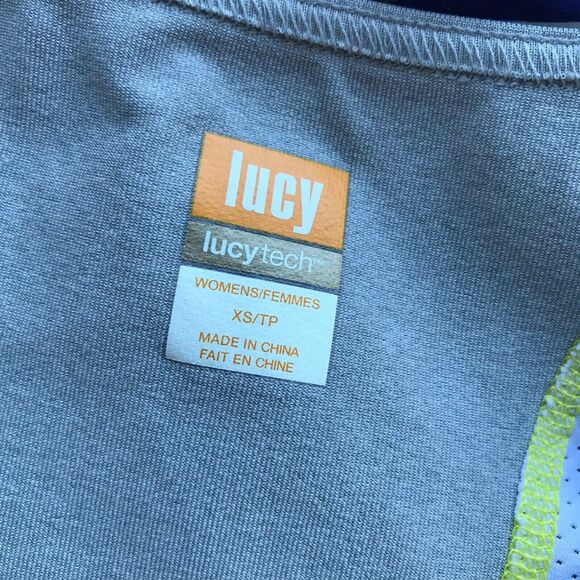 lucy
lucytech™
WOMENS/FEMMES
XS/TP
MADE IN CHINA
FAIT EN CHINE